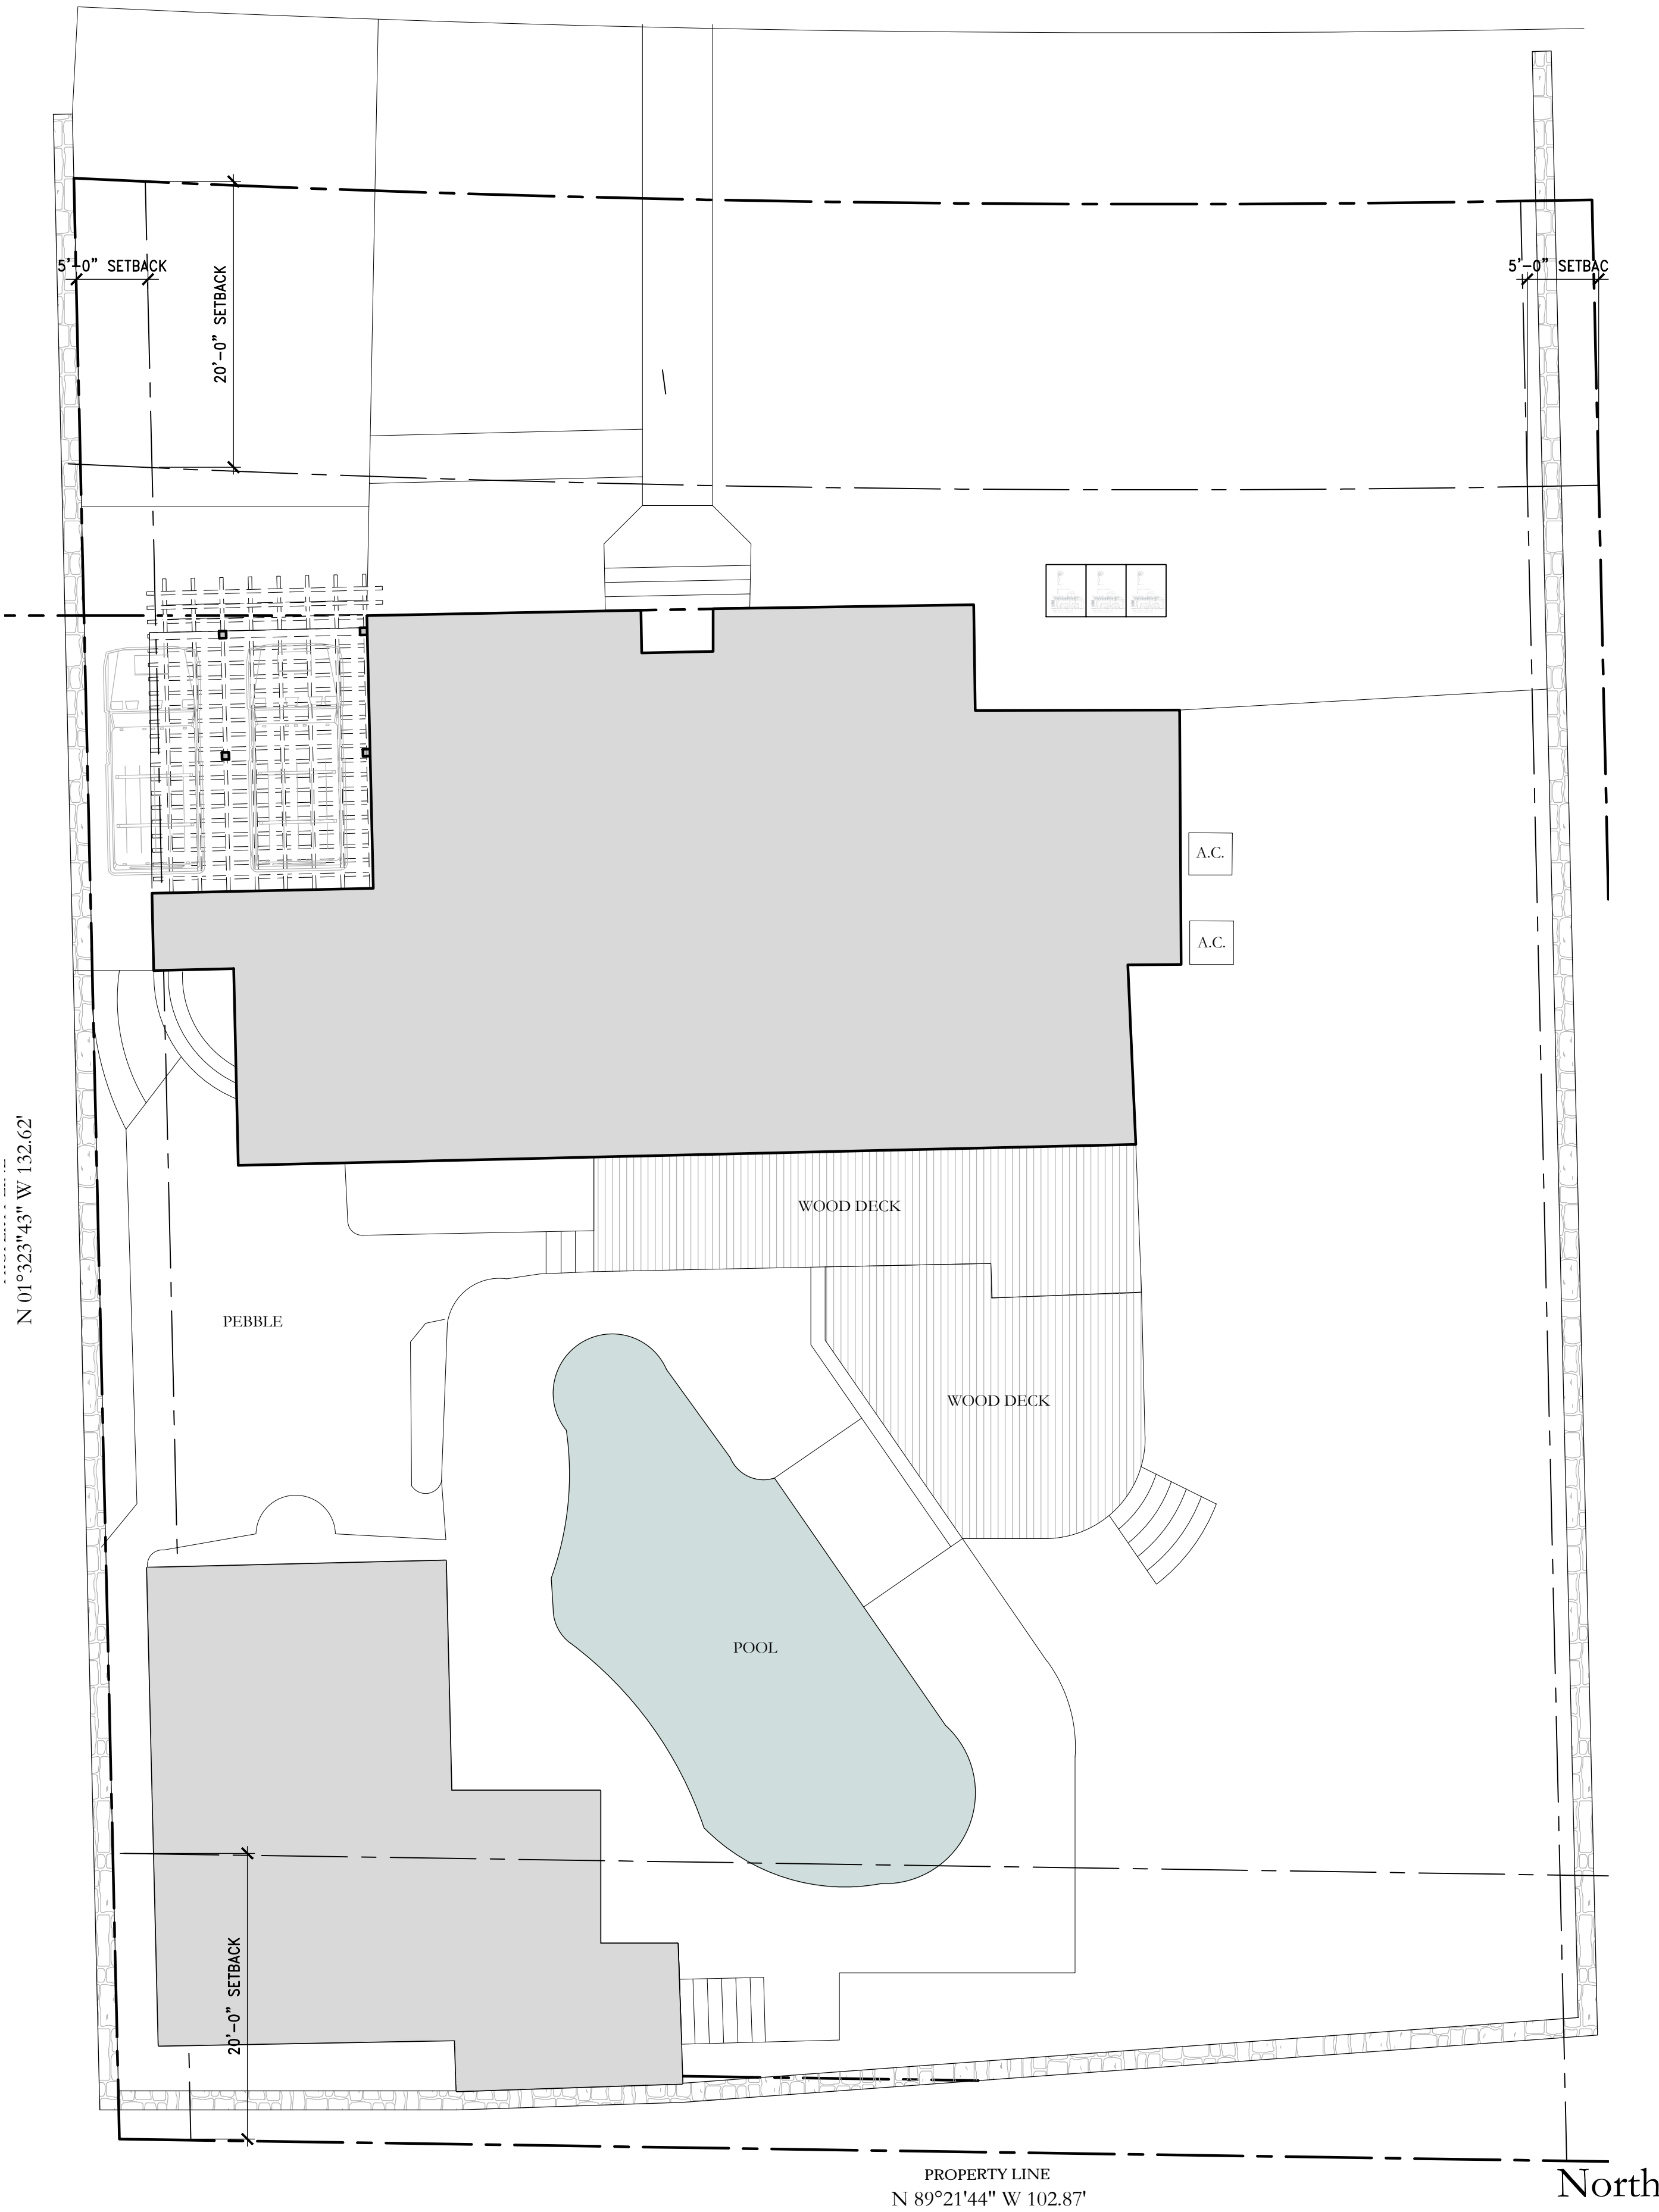 5'-0" SETBACK
20'-0" SETBACK
5'-0" SETBAC
A.C.
A.C.
N 01°323"43" W 132.62'
WOOD DECK
PEBBLE
WOOD DECK
POOL
20'-0" SETBACK
PROPERTY LINE
N 89°21'44" W 102.87'
North